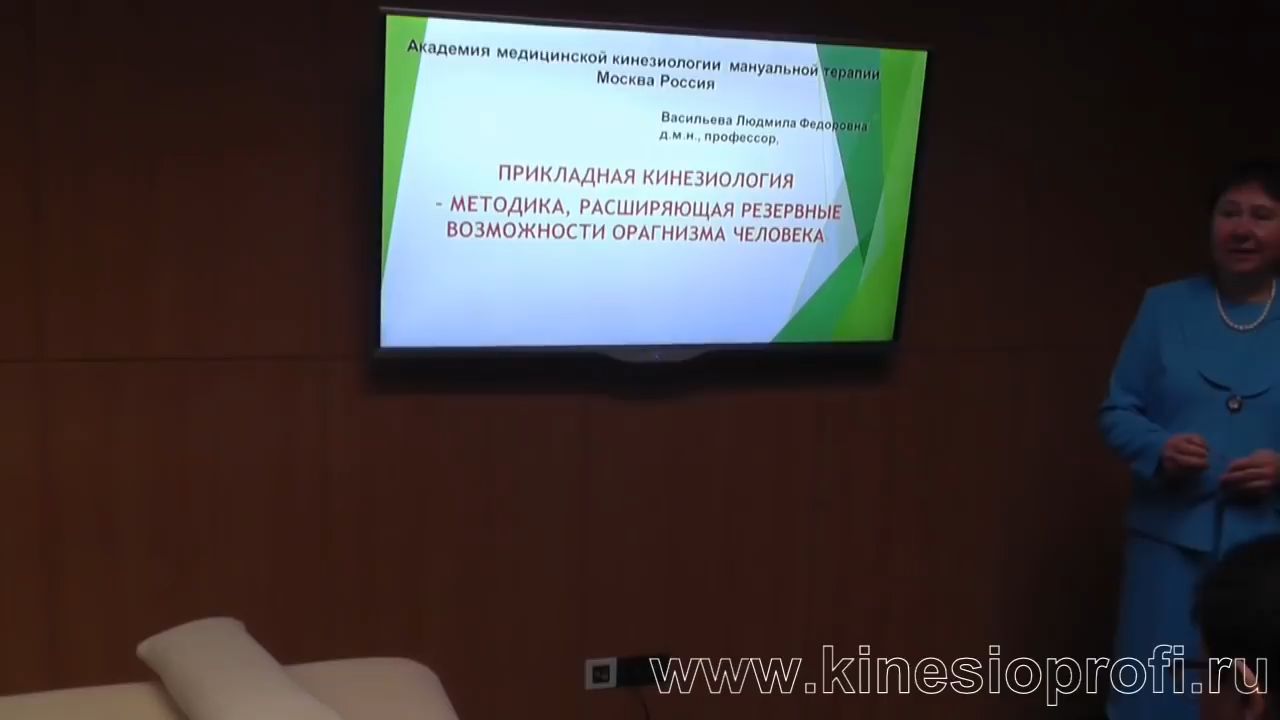 Академия медицинской кинезиологии мануальной терапии
Москва Россия
Васильева Людмила Федоровна
д.м.н., профессор,
ПРИКЛАДНАЯ КИНЕЗИОЛОГИЯ
- МЕТОДИКА, РАСШИРЯЮЩАЯ РЕЗЕРВНЫЕ
ВОЗМОЖНОСТИ ОРАГНИЗМА ЧЕЛОВЕКА
www.kinesioprofi.ru